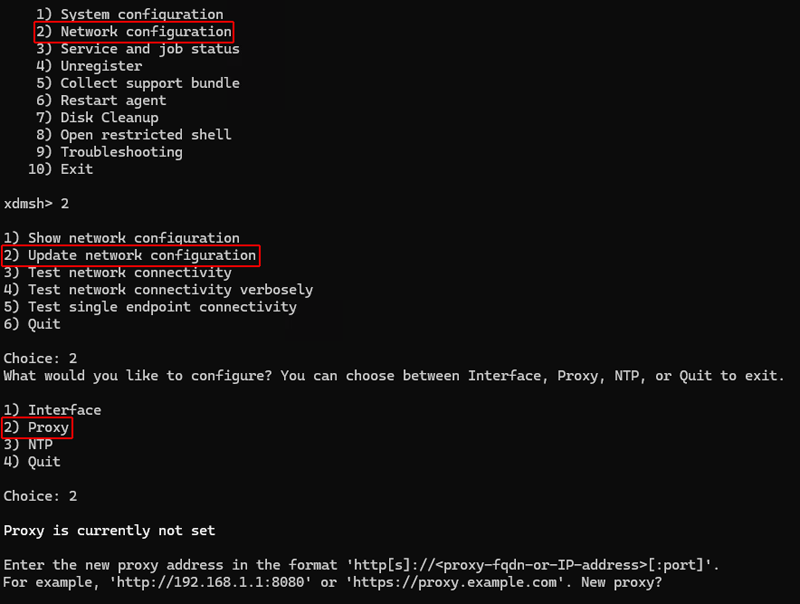 1) System configuration
2) Network configuration
3) Service and job status
4) Unregister
5) Collect support bundle
6) Restart agent
7) Disk Cleanup
8) Open restricted shell
9) Troubleshooting
10) Exit
xdmsh> 2
1) Show network configuration
2) Update network configuration
3) Test network connectivity
4) Test network connectivity verbosely
5) Test single endpoint connectivity
6) Quit
Choice: 2
What would you like to configure? You can choose between Interface, Proxy, NTP, or Quit to exit.
1) Interface
2) Proxy
3) NTP
4) Quit
Choice: 2
Proxy is currently not set
Enter the new proxy address in the format 'http[s]://<proxy-fqdn-or-IP-address>[:port]'.
For example, 'http://192.168.1.1:8080' or 'https://proxy.example.com'. New proxy?